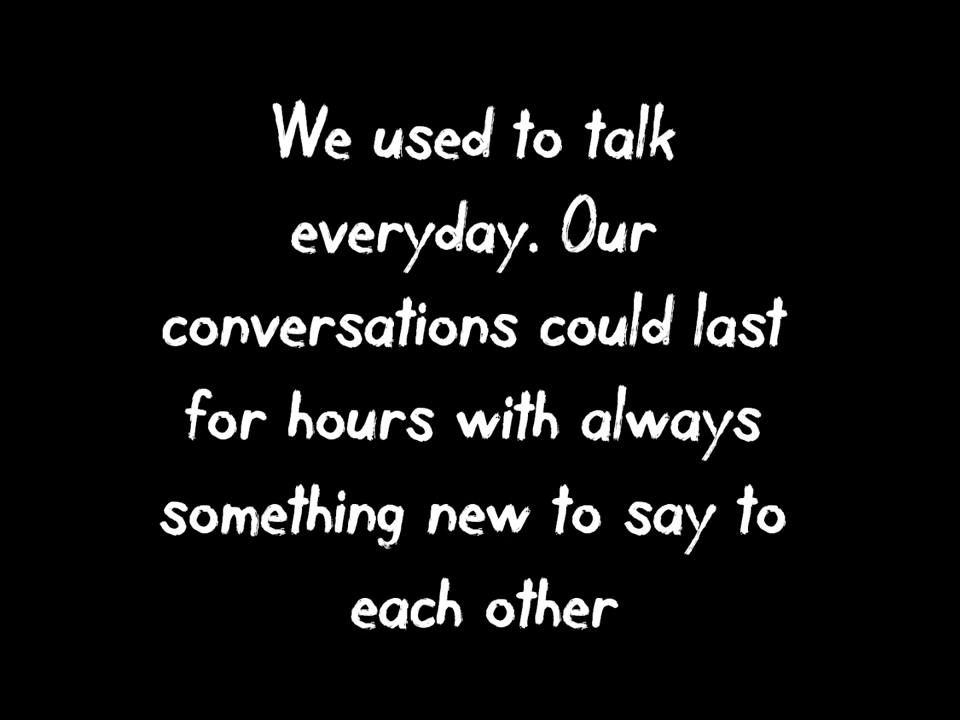 We used to talk
everyday. Our
conversations could last
for hours with always
something new to say to
each other